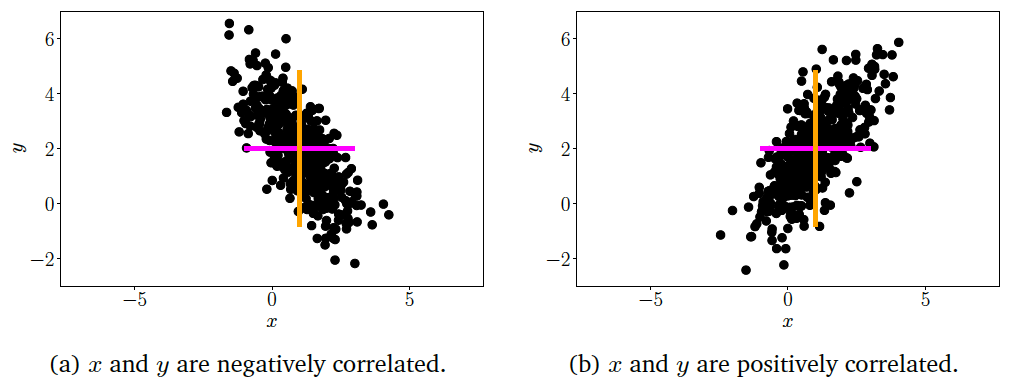 6
4
2
0
−2
y
−5
0
5
x
(a) x and y are negatively correlated.
6
4
2
0
−2
y
−5
0
5
x
(b) x and y are positively correlated.